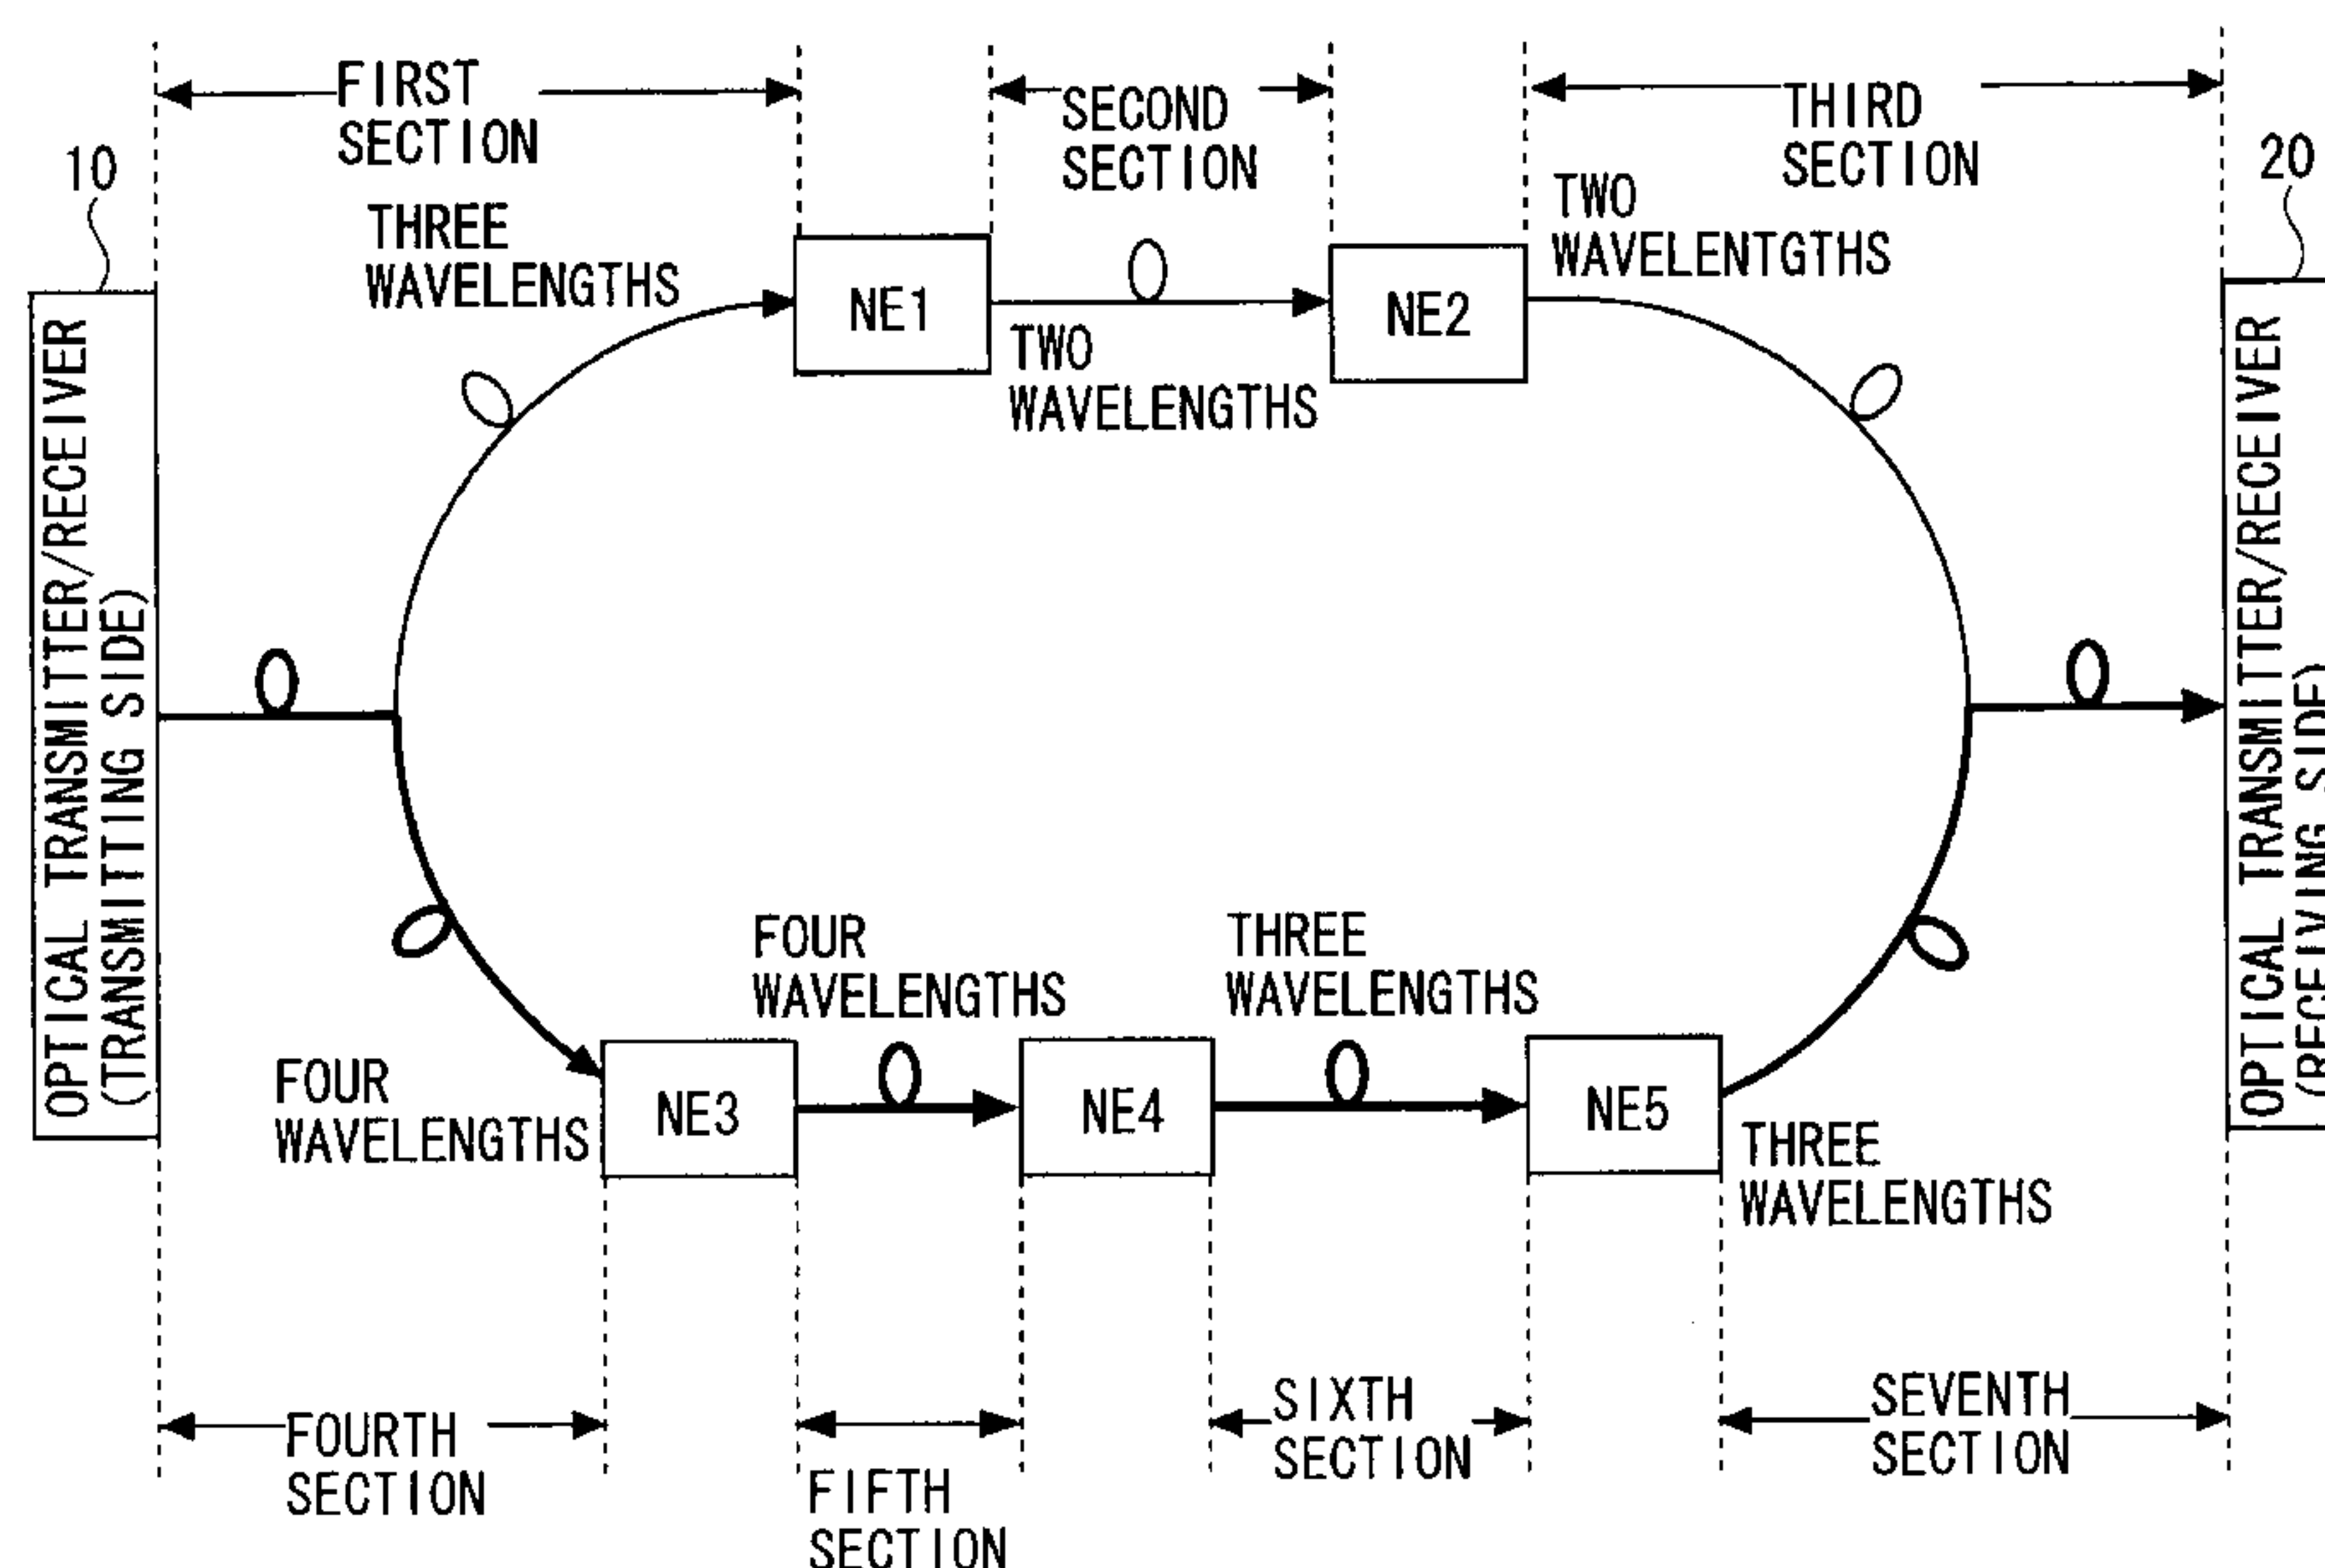 FIRST
SECTION
SECOND
SECTION
THIRD
SECTION
10
20
THREE
WAVELENGTHS
TWO
WAVELENTGTHS
NE1
NE2
TWO
WAVELENGTHS
OPTICAL TRANSMITTER/RECEIVER
(TRANSMITTING SIDE)
OPTICAL TRANSMITTER/RECEIVER
(RECEIVING SIDE)
FOUR
WAVELENGTHS
THREE
WAVELENGTHS
FOUR
WAVELENGTHS
NE3
NE4
NE5
THREE
WAVELENGTHS
FOURTH
SECTION
FIFTH
SECTION
SIXTH
SECTION
SEVENTH
SECTION